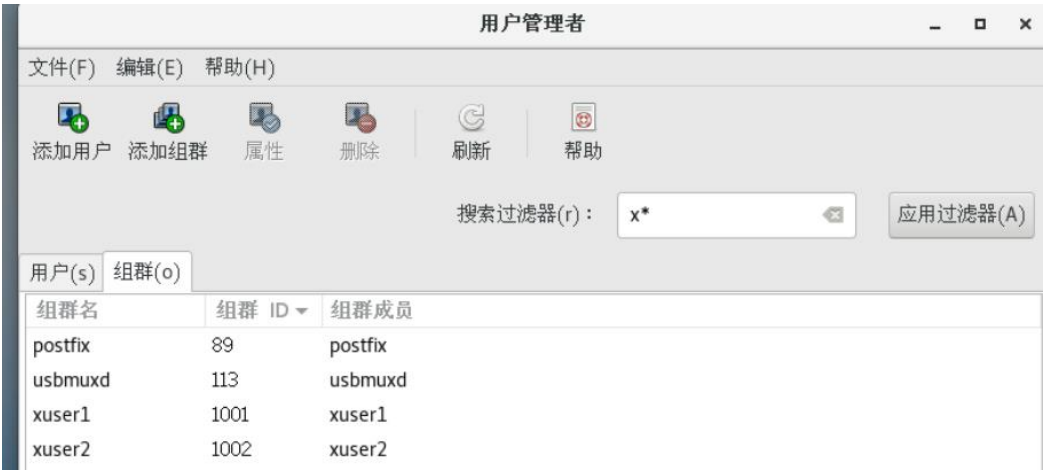 用户管理者
文件(F) 编辑(E) 帮助(H)
添加用户 添加组群 属性 删除 刷新 帮助
搜索过滤器(r)： x* 应用过滤器(A)
用户(s) 组群(o)
组群名 组群 ID 组群成员
postfix 89 postfix
usbmuxd 113 usbmuxd
xuser1 1001 xuser1
xuser2 1002 xuser2